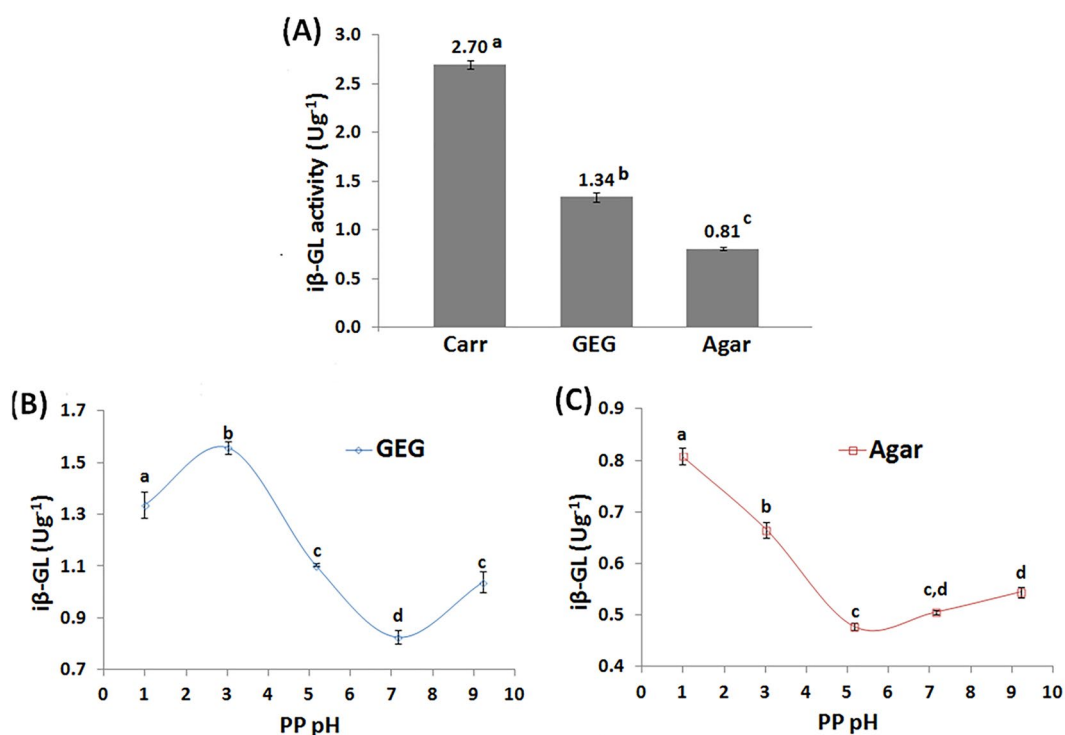 (A)
3.0
2.5
2.0
1.5
1.0
0.5
0.0
iβ-GL activity (Ug⁻¹)
2.70 a
1.34 b
0.81 c
Carr GEG Agar
(B)
1.7
1.5
1.3
1.1
0.9
0.7
iβ-GL (Ug⁻¹)
a
b
c
d
c
GEG
0 1 2 3 4 5 6 7 8 9 10
PP pH
(C)
0.9
0.8
0.7
0.6
0.5
0.4
iβ-GL (Ug⁻¹)
a
b
c
c,d
d
Agar
0 1 2 3 4 5 6 7 8 9 10
PP pH